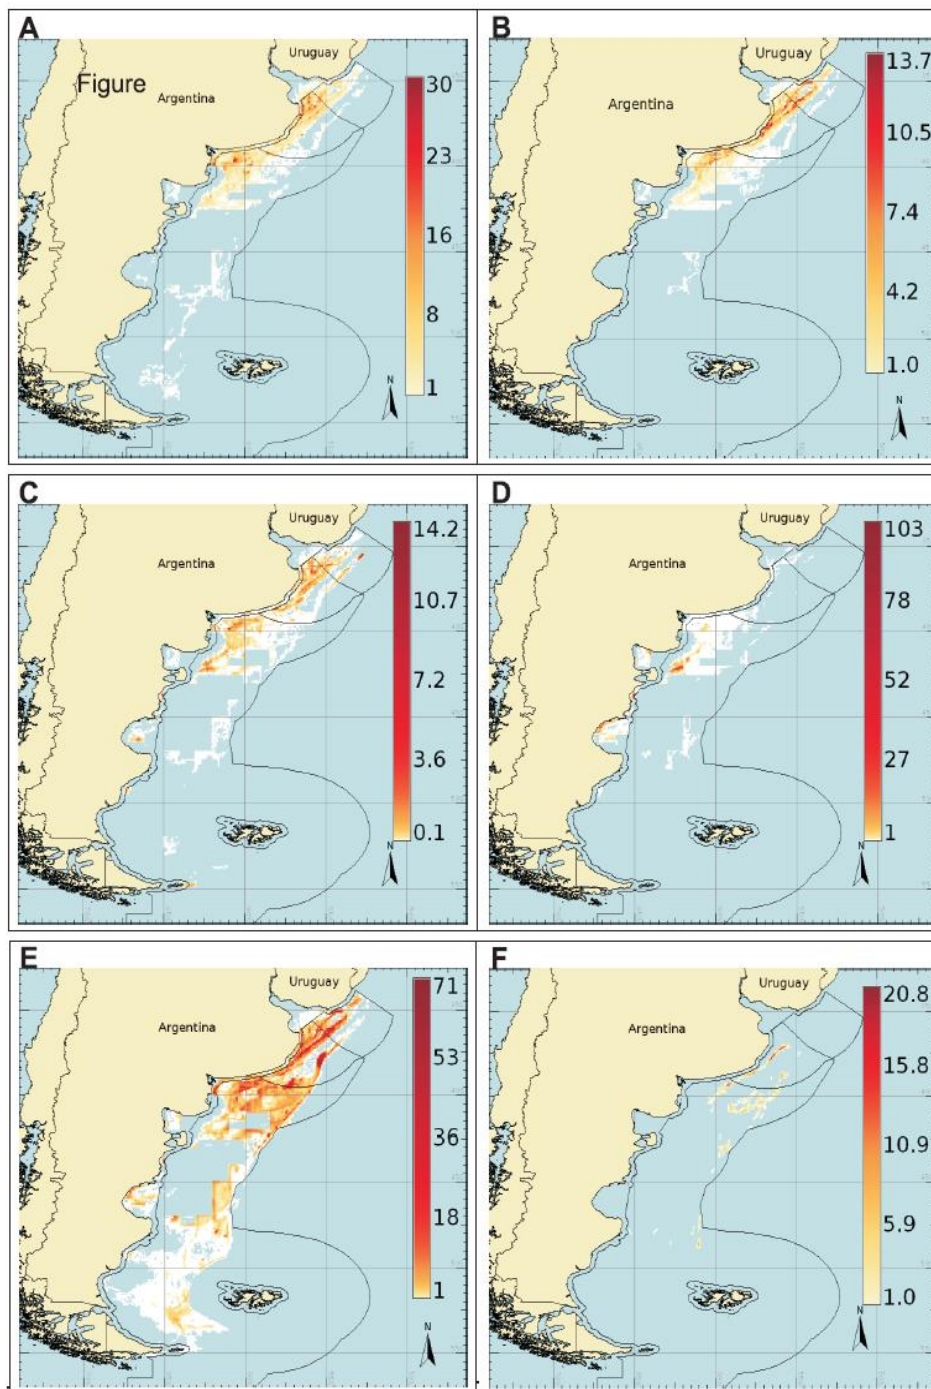 A
Figure
Argentina
Uruguay
30
23
16
8
1
N
B
Argentina
Uruguay
13.7
10.5
7.4
4.2
1.0
N
C
Argentina
Uruguay
14.2
10.7
7.2
3.6
0.1
N
D
Argentina
Uruguay
103
78
52
27
1
N
E
Argentina
Uruguay
71
53
36
18
1
N
F
Argentina
Uruguay
20.8
15.8
10.9
5.9
1.0
N